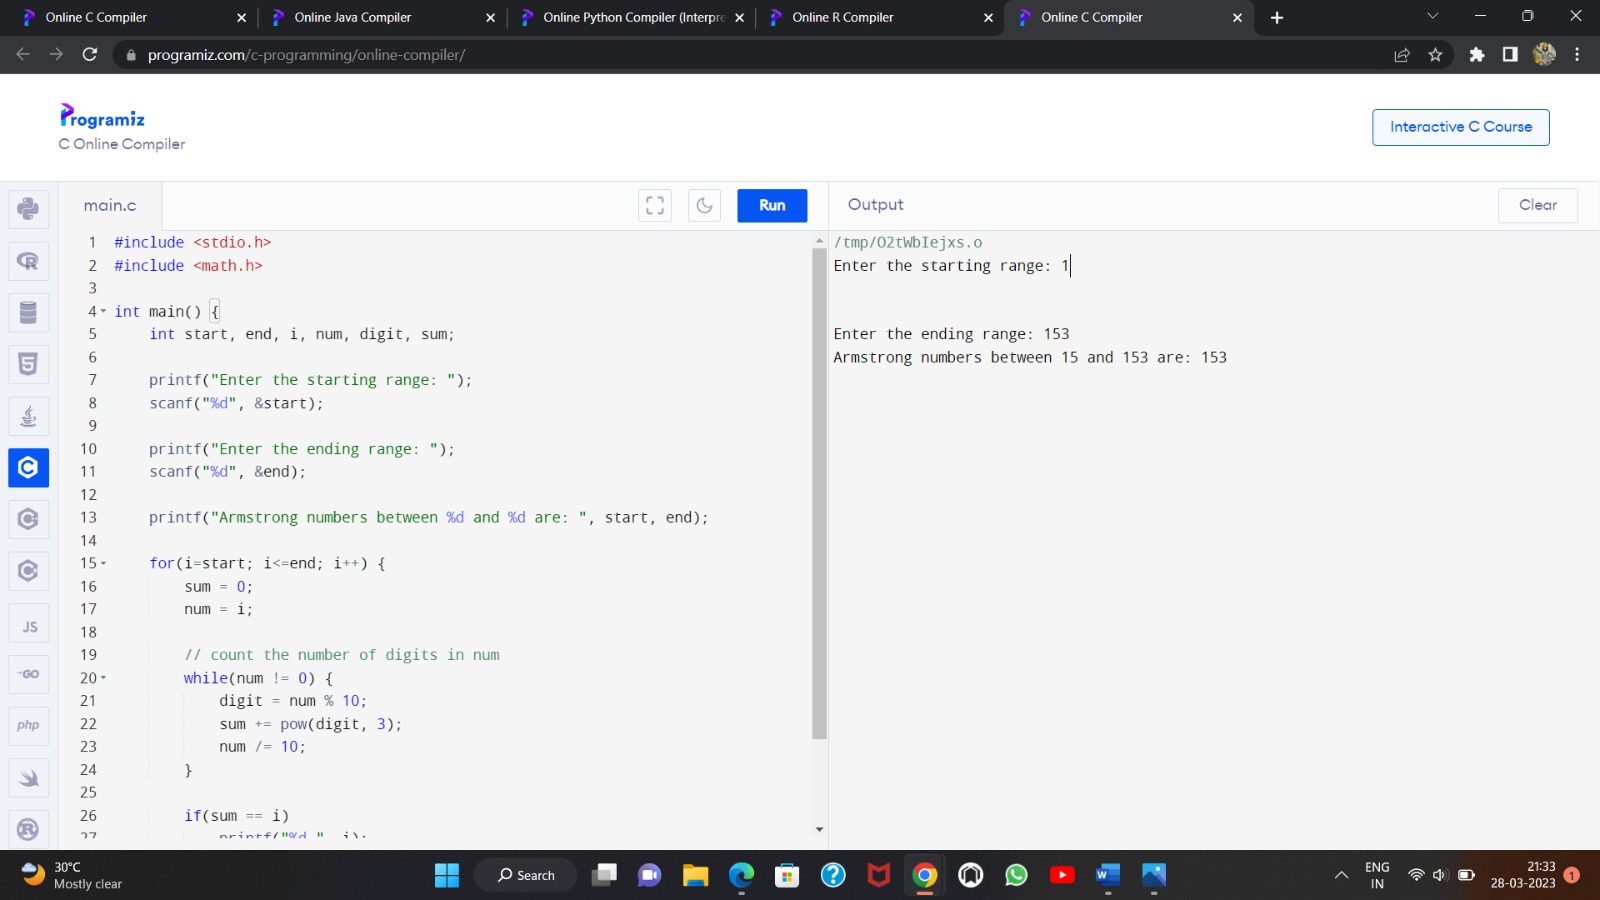 Online C Compiler
Online Java Compiler
Online Python Compiler (Interpre
Online R Compiler
Online C Compiler
programiz.com/c-programming/online-compiler/
Programiz
C Online Compiler
Interactive C Course
main.c
Run
Output
Clear
1 #include <stdio.h>
2 #include <math.h>
3
4 int main() {
5 int start, end, i, num, digit, sum;
6
7 printf("Enter the starting range: ");
8 scanf("%d", &start);
9
10 printf("Enter the ending range: ");
11 scanf("%d", &end);
12
13 printf("Armstrong numbers between %d and %d are: ", start, end);
14
15 for(i=start; i<=end; i++) {
16 sum = 0;
17 num = i;
18
19 // count the number of digits in num
20 while(num != 0) {
21 digit = num % 10;
22 sum += pow(digit, 3);
23 num /= 10;
24 }
25
26 if(sum == i)
27 printf("%d ", i);
/tmp/O2tWbIejxs.o
Enter the starting range: 1
Enter the ending range: 153
Armstrong numbers between 15 and 153 are: 153
JS
GO
php
30°C
Mostly clear
Search
ENG
IN
21:33
28-03-2023
1